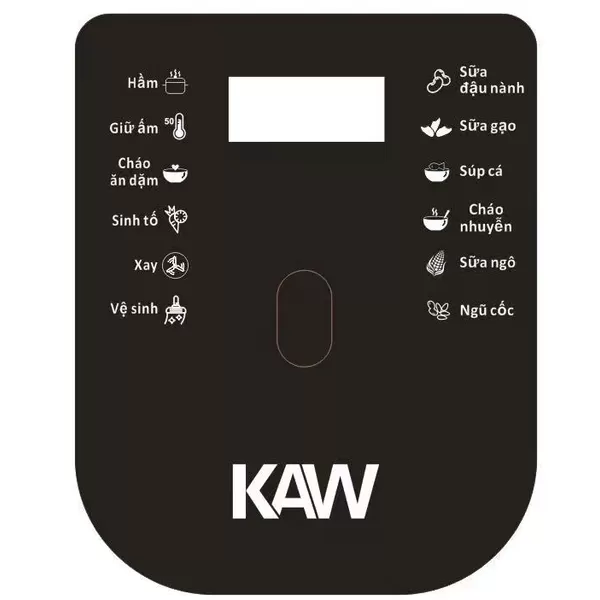 Hầm
Giữ ấm
50
Cháo
ăn dặm
Sinh tố
Xay
Vệ sinh
Sữa
đậu nành
Sữa gạo
Súp cá
Cháo
nhuyễn
Sữa ngô
Ngũ cốc
KAW